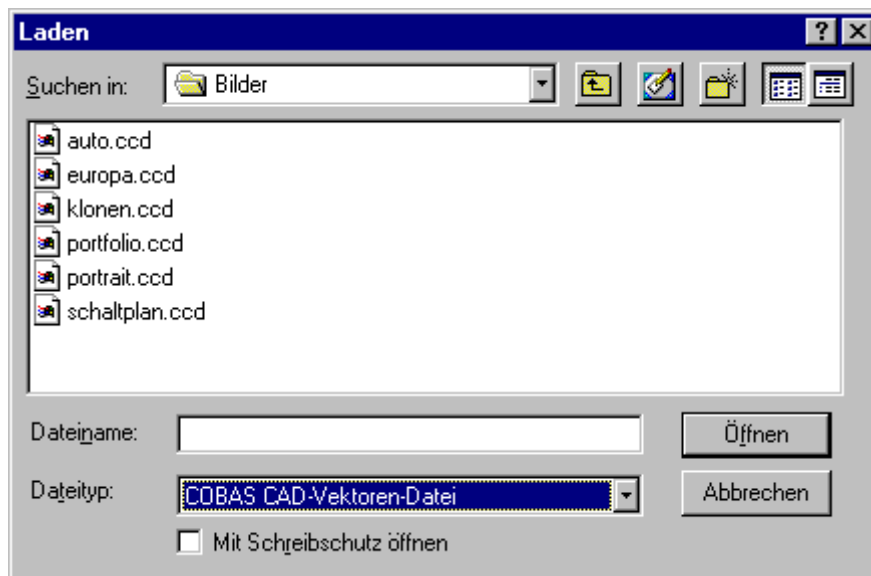 Laden
Suchen in: Bilder
auto.ccd
europa.ccd
klonen.ccd
portfolio.ccd
portrait.ccd
schaltplan.ccd
Dateiname: Öffnen
Dateityp: COBAS CAD-Vektoren-Datei Abbrechen
Mit Schreibschutz öffnen